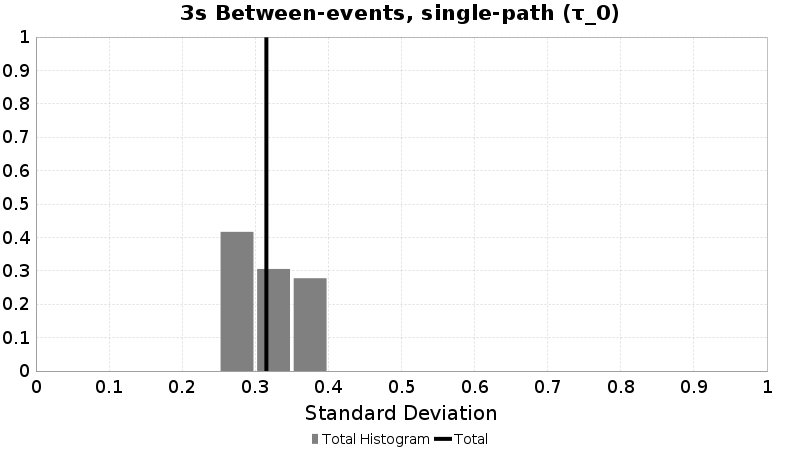 3s Between-events, single-path (τ_0)
1
0.9
0.8
0.7
0.6
0.5
0.4
0.3
0.2
0.1
0
0 0.1 0.2 0.3 0.4 0.5 0.6 0.7 0.8 0.9 1
Standard Deviation
Total Histogram Total